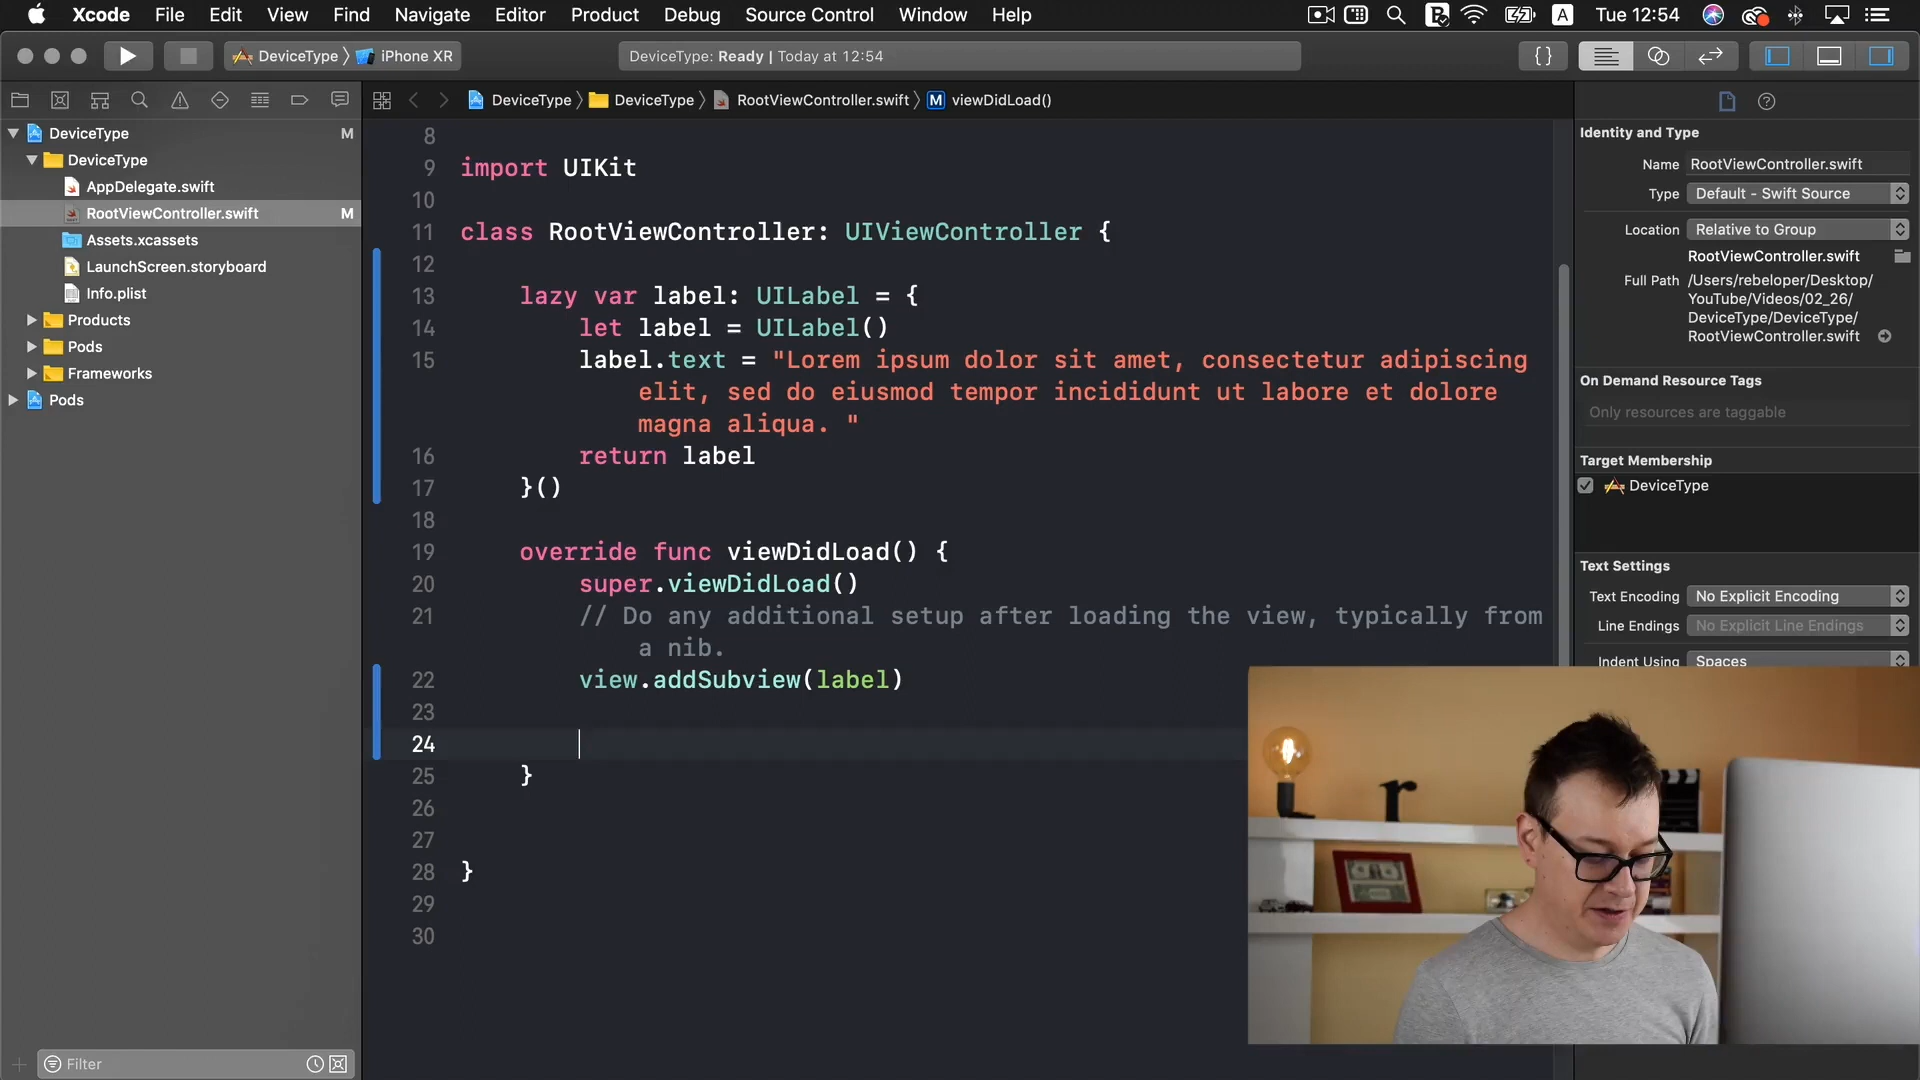 Xcode File Edit View Find Navigate Editor Product Debug Source Control Window Help A Tue 12:54
DeviceType iPhone XR DeviceType: Ready | Today at 12:54 {}
DeviceType DeviceType RootViewController.swift M viewDidLoad()
DeviceType M
DeviceType
AppDelegate.swift
RootViewController.swift M
Assets.xcassets
LaunchScreen.storyboard
Info.plist
Products
Pods
Frameworks
Pods
Filter
8
9 import UIKit
10
11 class RootViewController: UIViewController {
12
13 lazy var label: UILabel = {
14 let label = UILabel()
15 label.text = "Lorem ipsum dolor sit amet, consectetur adipiscing
elit, sed do eiusmod tempor incididunt ut labore et dolore
magna aliqua. "
16 return label
17 }()
18
19 override func viewDidLoad() {
20 super.viewDidLoad()
21 // Do any additional setup after loading the view, typically from
a nib.
22 view.addSubview(label)
23
24
25 }
26
27
28 }
29
30
Identity and Type
Name RootViewController.swift
Type Default - Swift Source
Location Relative to Group
RootViewController.swift
Full Path /Users/rebeloper/Desktop/
YouTube/Videos/02_26/
DeviceType/DeviceType/
RootViewController.swift
On Demand Resource Tags
Only resources are taggable
Target Membership
DeviceType
Text Settings
Text Encoding No Explicit Encoding
Line Endings No Explicit Line Endings
Indent Using Spaces